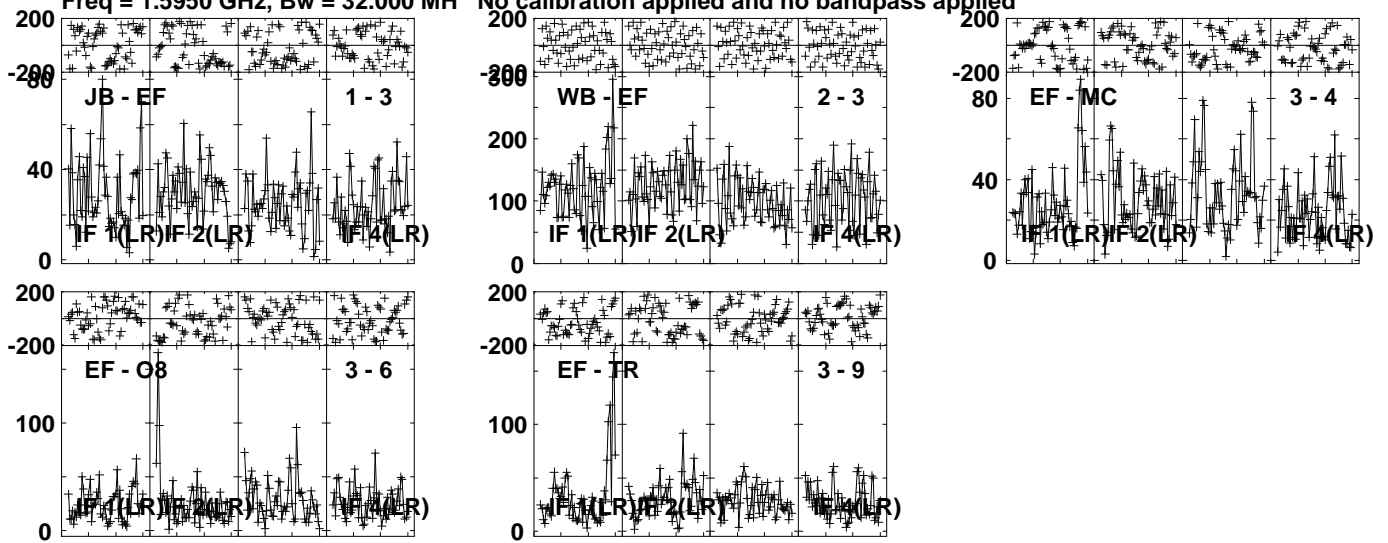 Freq = 1.5950 GHz, Bw = 32.000 MH   No calibration applied and no bandpass applied
200
-200
80
40
0
JB - EF
1 - 3
IF 1(LR)
IF 2(LR)
IF 4(LR)
200
-200
300
200
100
0
WB - EF
2 - 3
IF 1(LR)
IF 2(LR)
IF 4(LR)
200
-200
80
40
0
EF - MC
3 - 4
IF 1(LR)
IF 2(LR)
IF 4(LR)
200
-200
100
0
EF - O8
3 - 6
IF 1(LR)
IF 2(LR)
IF 4(LR)
200
-200
100
0
EF - TR
3 - 9
IF 1(LR)
IF 2(LR)
IF 4(LR)